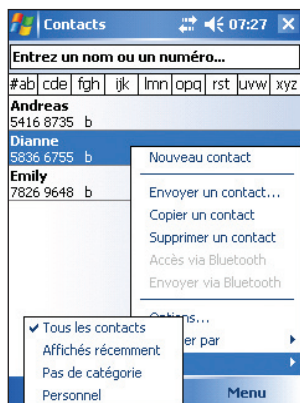 Contacts 07:27
Entrez un nom ou un numéro...
#ab cde fgh ijk lmn opq rst uvw xyz
Andreas
5416 8735 b
Dianne
5836 6755 b
Emily
7826 9648 b
Nouveau contact
Envoyer un contact...
Copier un contact
Supprimer un contact
Accès via Bluetooth
Envoyer via Bluetooth
par
Tous les contacts
Affichés récemment
Pas de catégorie
Personnel
Menu